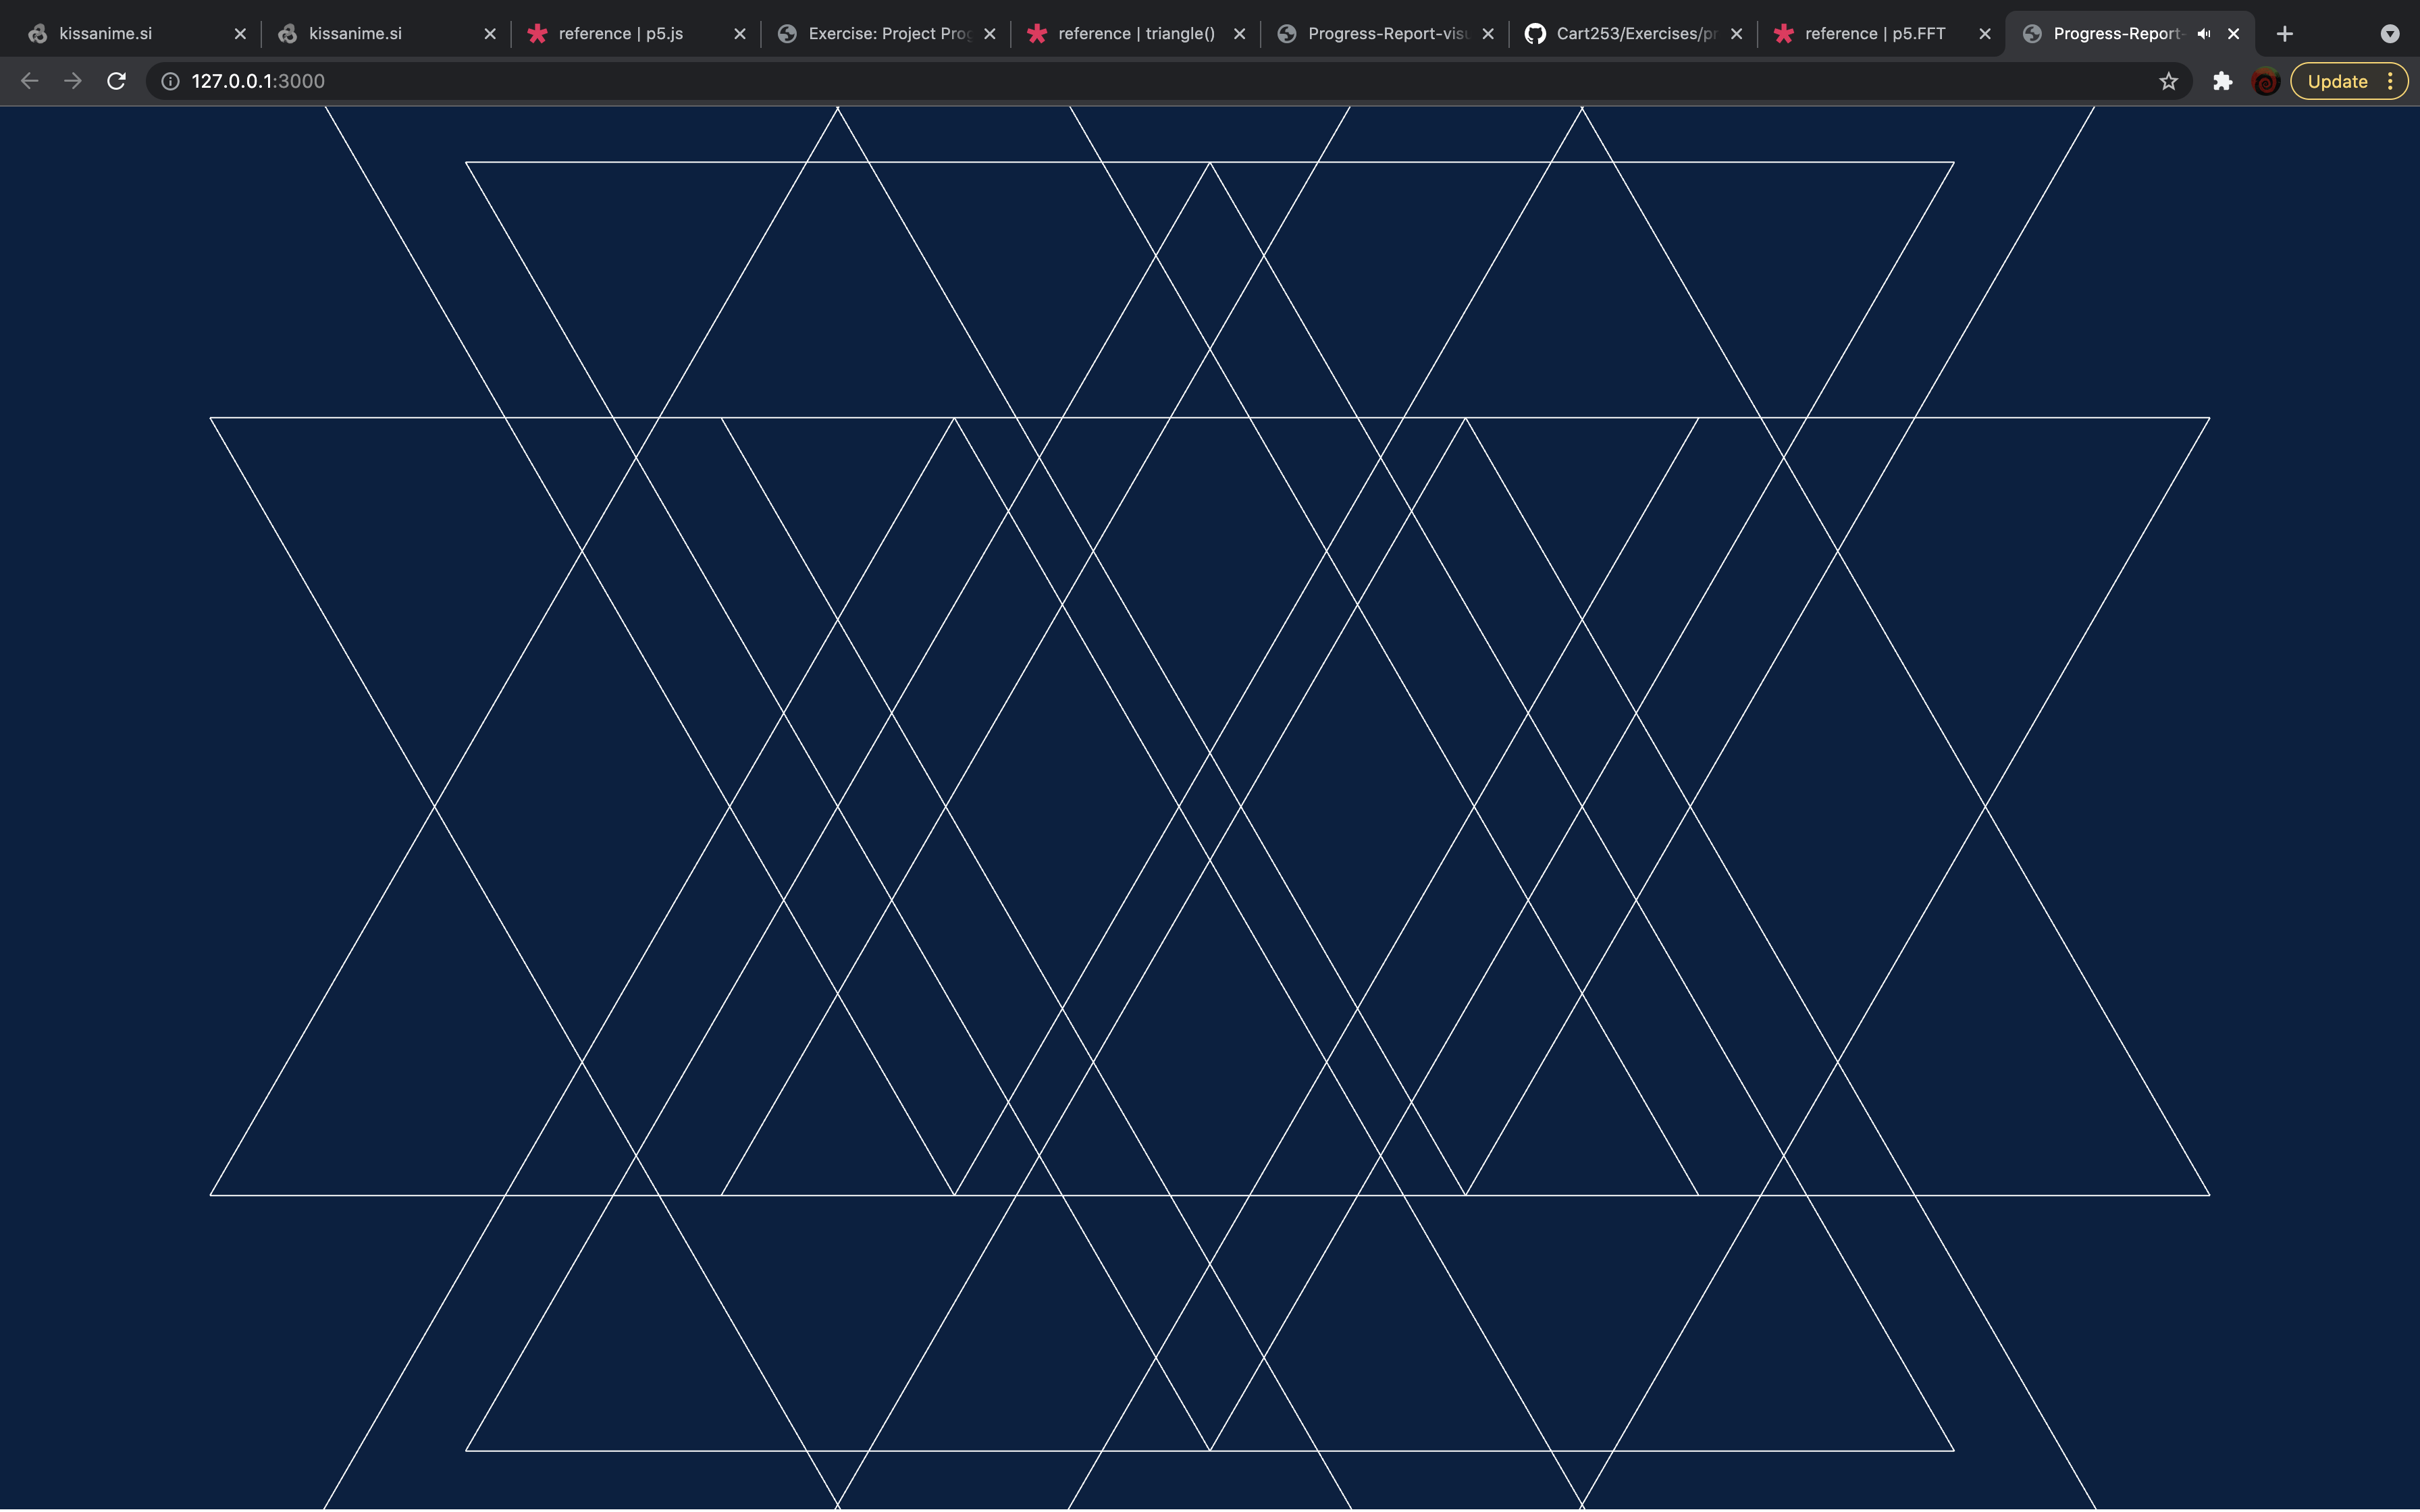 kissanime.si
kissanime.si
reference | p5.js
Exercise: Project Prog
reference | triangle()
Progress-Report-visu
Cart253/Exercises/pr
reference | p5.FFT
Progress-Report-
127.0.0.1:3000
Update